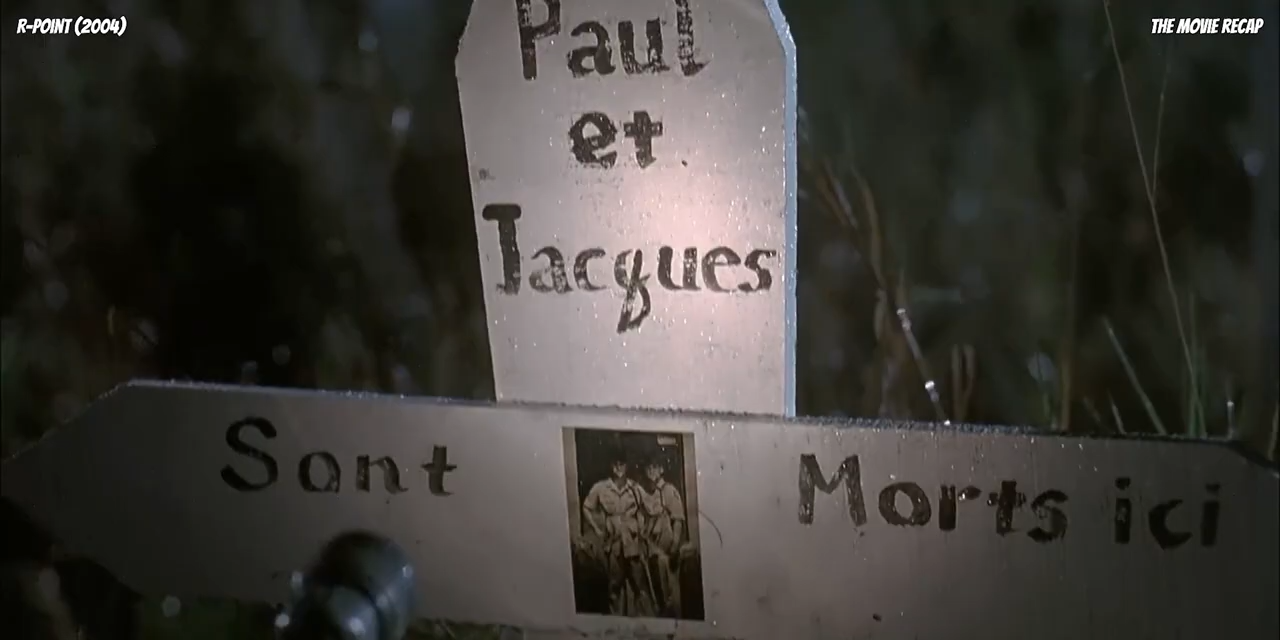 R-POINT (2004)
THE MOVIE RECAP
Paul
et
Jacques
Sont Morts ici